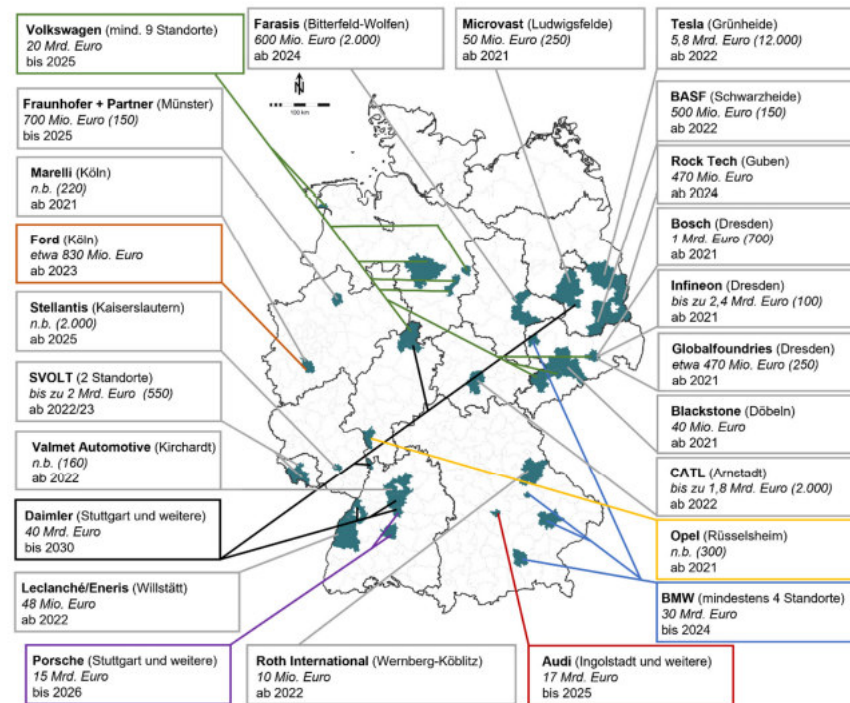 Volkswagen (mind. 9 Standorte)
20 Mrd. Euro
bis 2025
Farasis (Bitterfeld-Wolfen)
600 Mio. Euro (2.000)
ab 2024
Microvast (Ludwigsfelde)
50 Mio. Euro (250)
ab 2021
Tesla (Grünheide)
5,8 Mrd. Euro (12.000)
ab 2022
N
100 km
Fraunhofer + Partner (Münster)
700 Mio. Euro (150)
bis 2025
BASF (Schwarzheide)
500 Mio. Euro (150)
ab 2022
Marelli (Köln)
n.b. (220)
ab 2021
Rock Tech (Guben)
470 Mio. Euro
ab 2024
Ford (Köln)
etwa 830 Mio. Euro
ab 2023
Bosch (Dresden)
1 Mrd. Euro (700)
ab 2021
Stellantis (Kaiserslautern)
n.b. (2.000)
ab 2025
Infineon (Dresden)
bis zu 2,4 Mrd. Euro (100)
ab 2021
SVOLT (2 Standorte)
bis zu 2 Mrd. Euro (550)
ab 2022/23
Globalfoundries (Dresden)
etwa 470 Mio. Euro (250)
ab 2021
Valmet Automotive (Kirchardt)
n.b. (160)
ab 2022
Blackstone (Döbeln)
40 Mio. Euro
ab 2021
Daimler (Stuttgart und weitere)
40 Mrd. Euro
bis 2030
CATL (Arnstadt)
bis zu 1,8 Mrd. Euro (2.000)
ab 2022
Leclanché/Eneris (Willstätt)
48 Mio. Euro
ab 2022
Opel (Rüsselsheim)
n.b. (300)
ab 2021
BMW (mindestens 4 Standorte)
30 Mrd. Euro
bis 2024
Porsche (Stuttgart und weitere)
15 Mrd. Euro
bis 2026
Roth International (Wernberg-Köblitz)
10 Mio. Euro
ab 2022
Audi (Ingolstadt und weitere)
17 Mrd. Euro
bis 2025